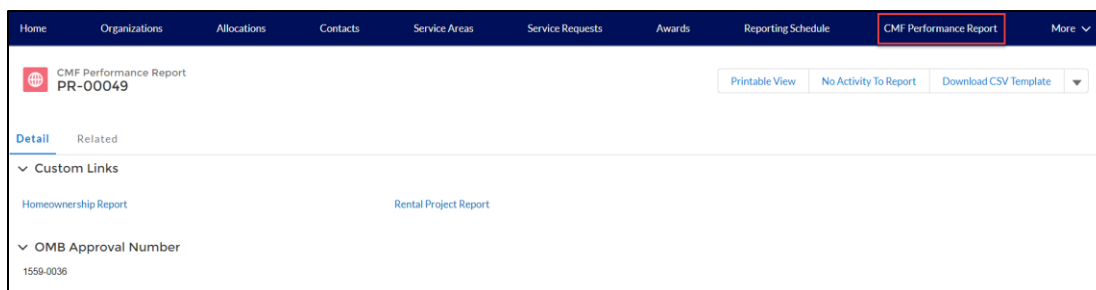 Home Organizations Allocations Contacts Service Areas Service Requests Awards Reporting Schedule CMF Performance Report More
CMF Performance Report
PR-00049
Printable View No Activity To Report Download CSV Template
Detail Related
Custom Links
Homeownership Report Rental Project Report
OMB Approval Number
1559-0036